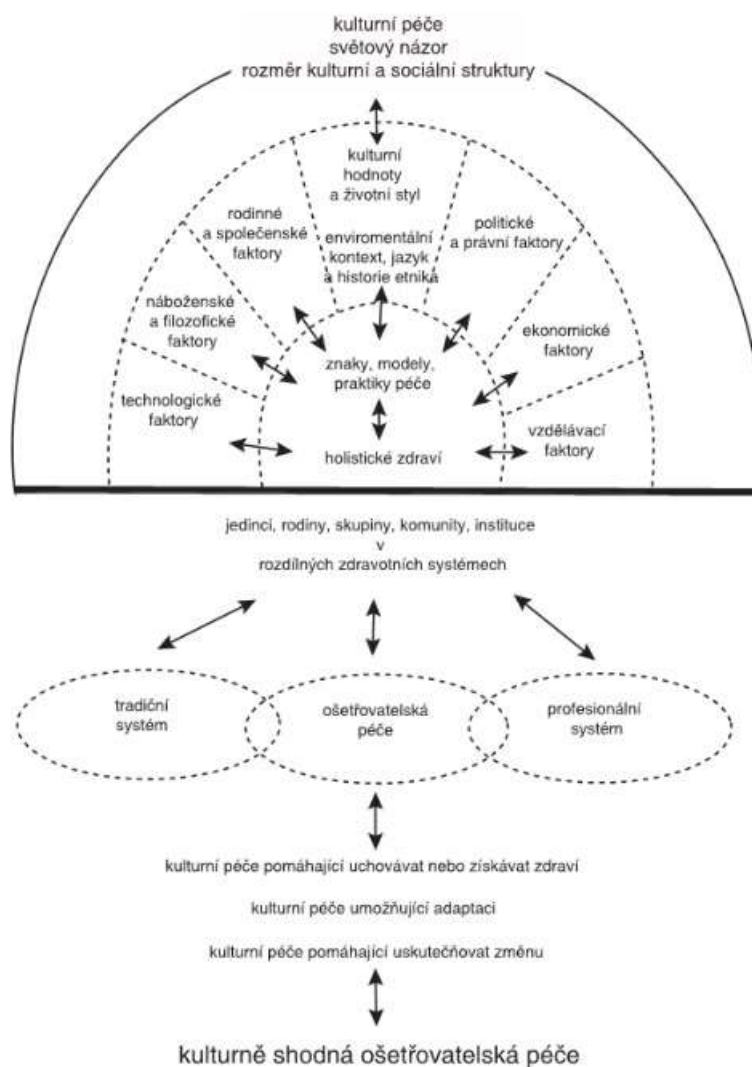 kulturní péče
světový názor
rozměr kulturní a sociální struktury
kulturní
hodnoty
a životní styl
rodinné
a společenské
faktory
politické
a právní faktory
enviromentální
kontext, jazyk
a historie etnika
náboženské
a filozofické
faktory
ekonomické
faktory
znaky, modely,
praktiky péče
technologické
faktory
vzdělávací
faktory
holistické zdraví
jedinci, rodiny, skupiny, komunity, instituce
v
rozdílných zdravotních systémech
tradiční
systém
ošetřovatelská
péče
profesionální
systém
kulturní péče pomáhající uchovávat nebo získávat zdraví
kulturní péče umožňující adaptaci
kulturní péče pomáhající uskutečňovat změnu
kulturně shodná ošetřovatelská péče